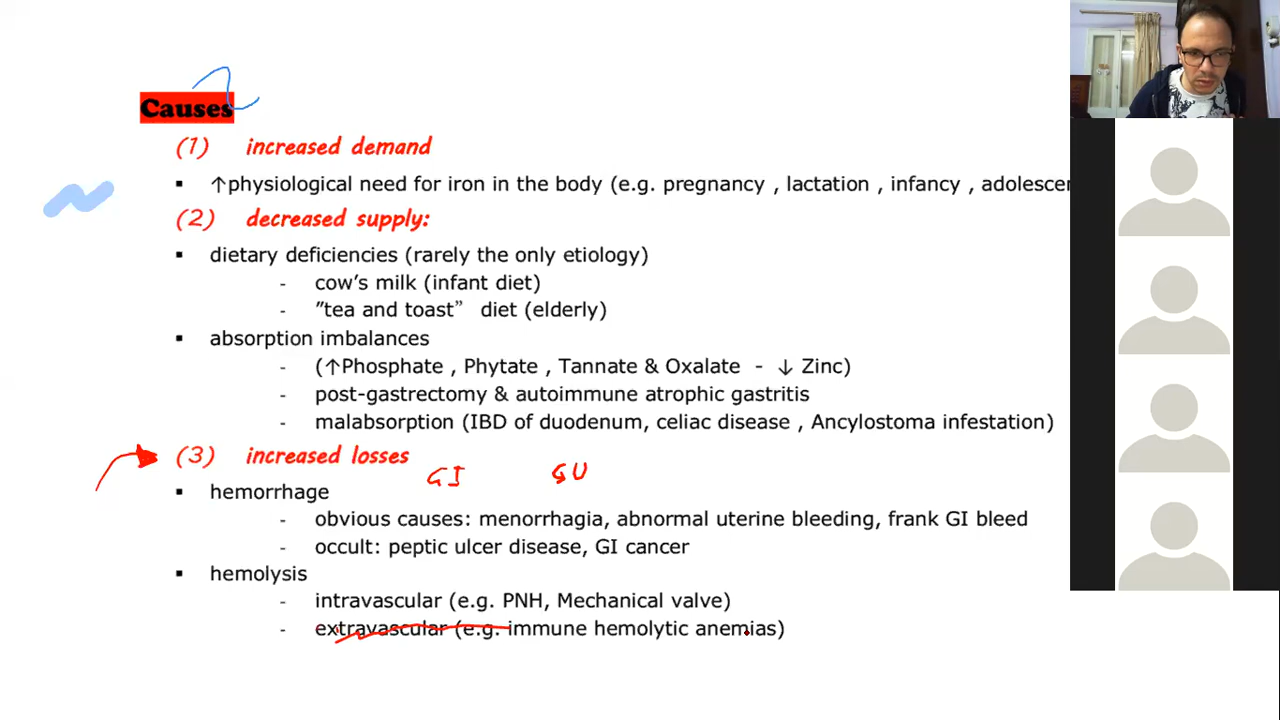 Causes
(1) increased demand
▪ ↑physiological need for iron in the body (e.g. pregnancy , lactation , infancy , adolescen
(2) decreased supply:
▪ dietary deficiencies (rarely the only etiology)
- cow’s milk (infant diet)
- ”tea and toast” diet (elderly)
▪ absorption imbalances
- (↑Phosphate , Phytate , Tannate & Oxalate - ↓ Zinc)
- post-gastrectomy & autoimmune atrophic gastritis
- malabsorption (IBD of duodenum, celiac disease , Ancylostoma infestation)
(3) increased losses
GI GU
▪ hemorrhage
- obvious causes: menorrhagia, abnormal uterine bleeding, frank GI bleed
- occult: peptic ulcer disease, GI cancer
▪ hemolysis
- intravascular (e.g. PNH, Mechanical valve)
- extravascular (e.g. immune hemolytic anemias)